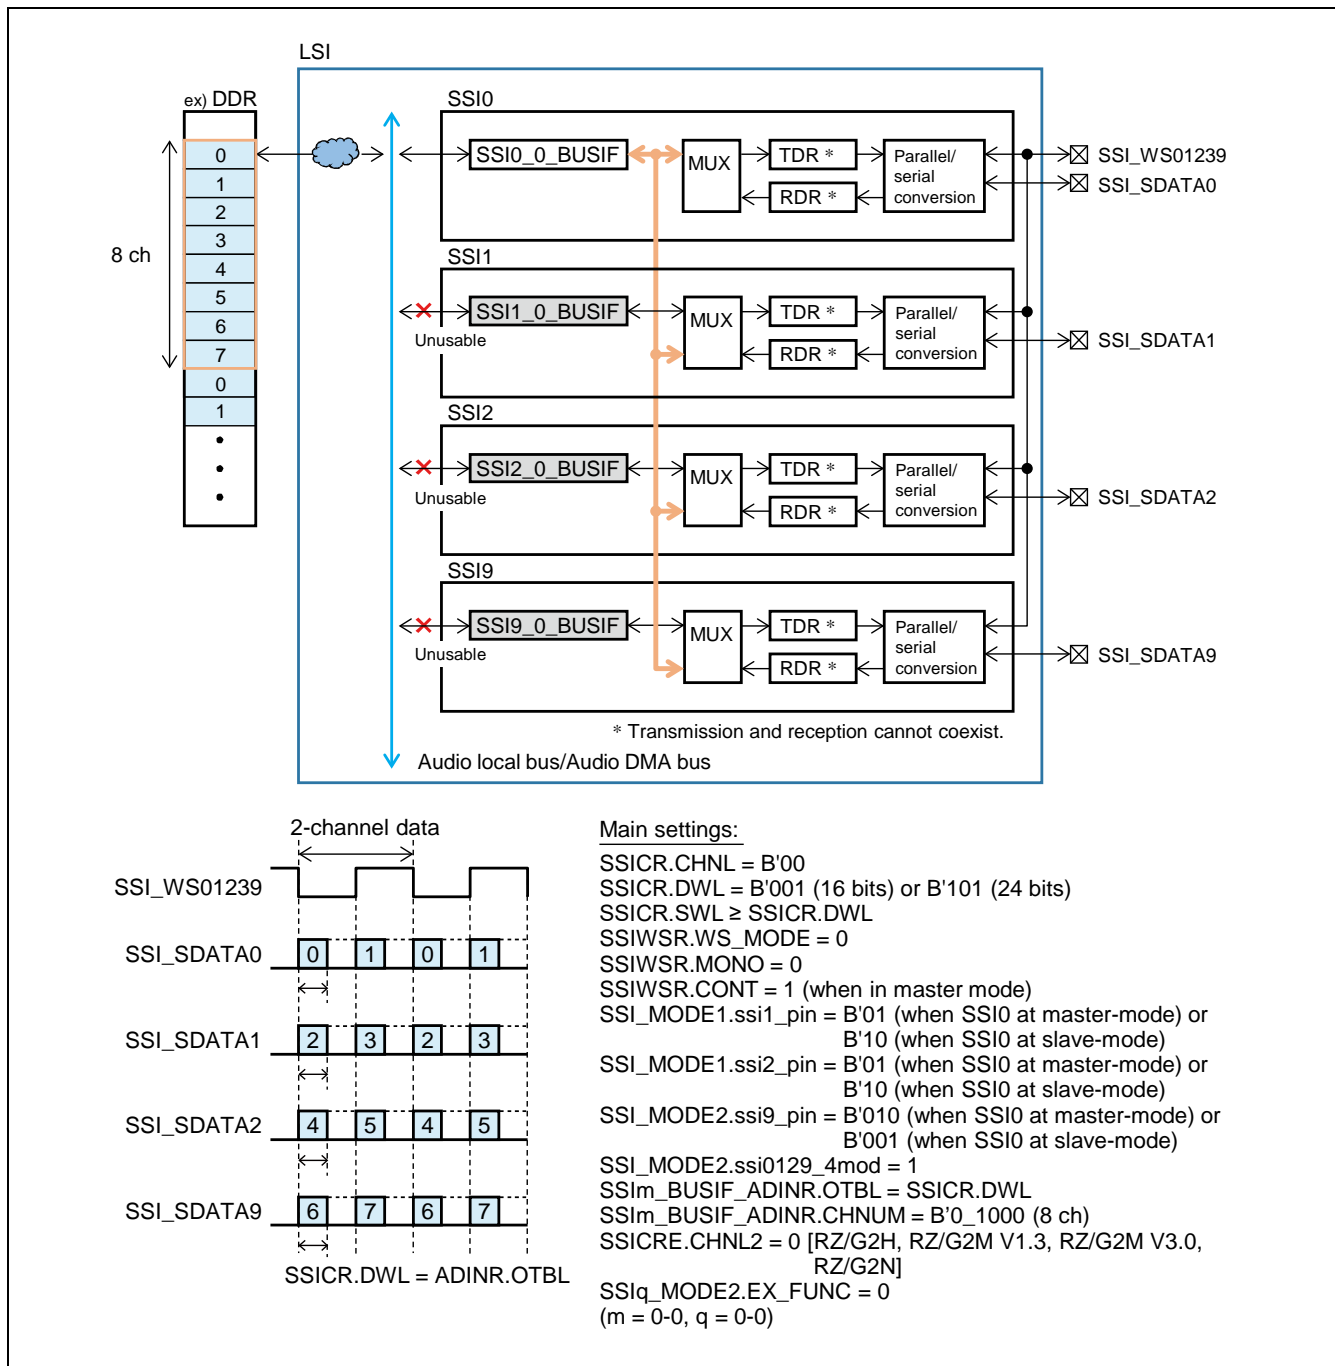 LSI
ex) DDR
0
1
2
3
4
5
6
7
0
1
8 ch
SSI0
SSI0_0_BUSIF
MUX
TDR *
RDR *
Parallel/
serial
conversion
SSI_WS01239
SSI_SDATA0
SSI1
SSI1_0_BUSIF
Unusable
MUX
TDR *
RDR *
Parallel/
serial
conversion
SSI_SDATA1
SSI2
SSI2_0_BUSIF
Unusable
MUX
TDR *
RDR *
Parallel/
serial
conversion
SSI_SDATA2
SSI9
SSI9_0_BUSIF
Unusable
MUX
TDR *
RDR *
Parallel/
serial
conversion
SSI_SDATA9
* Transmission and reception cannot coexist.
Audio local bus/Audio DMA bus
2-channel data
SSI_WS01239
SSI_SDATA0 0 1 0 1
SSI_SDATA1 2 3 2 3
SSI_SDATA2 4 5 4 5
SSI_SDATA9 6 7 6 7
SSICR.DWL = ADINR.OTBL
Main settings:
SSICR.CHNL = B'00
SSICR.DWL = B'001 (16 bits) or B'101 (24 bits)
SSICR.SWL ≥ SSICR.DWL
SSIWSR.WS_MODE = 0
SSIWSR.MONO = 0
SSIWSR.CONT = 1 (when in master mode)
SSI_MODE1.ssi1_pin = B'01 (when SSI0 at master-mode) or
B'10 (when SSI0 at slave-mode)
SSI_MODE1.ssi2_pin = B'01 (when SSI0 at master-mode) or
B'10 (when SSI0 at slave-mode)
SSI_MODE2.ssi9_pin = B'010 (when SSI0 at master-mode) or
B'001 (when SSI0 at slave-mode)
SSI_MODE2.ssi0129_4mod = 1
SSIm_BUSIF_ADINR.OTBL = SSICR.DWL
SSIm_BUSIF_ADINR.CHNUM = B'0_1000 (8 ch)
SSICRE.CHNL2 = 0 [RZ/G2H, RZ/G2M V1.3, RZ/G2M V3.0,
RZ/G2N]
SSIq_MODE2.EX_FUNC = 0
(m = 0-0, q = 0-0)